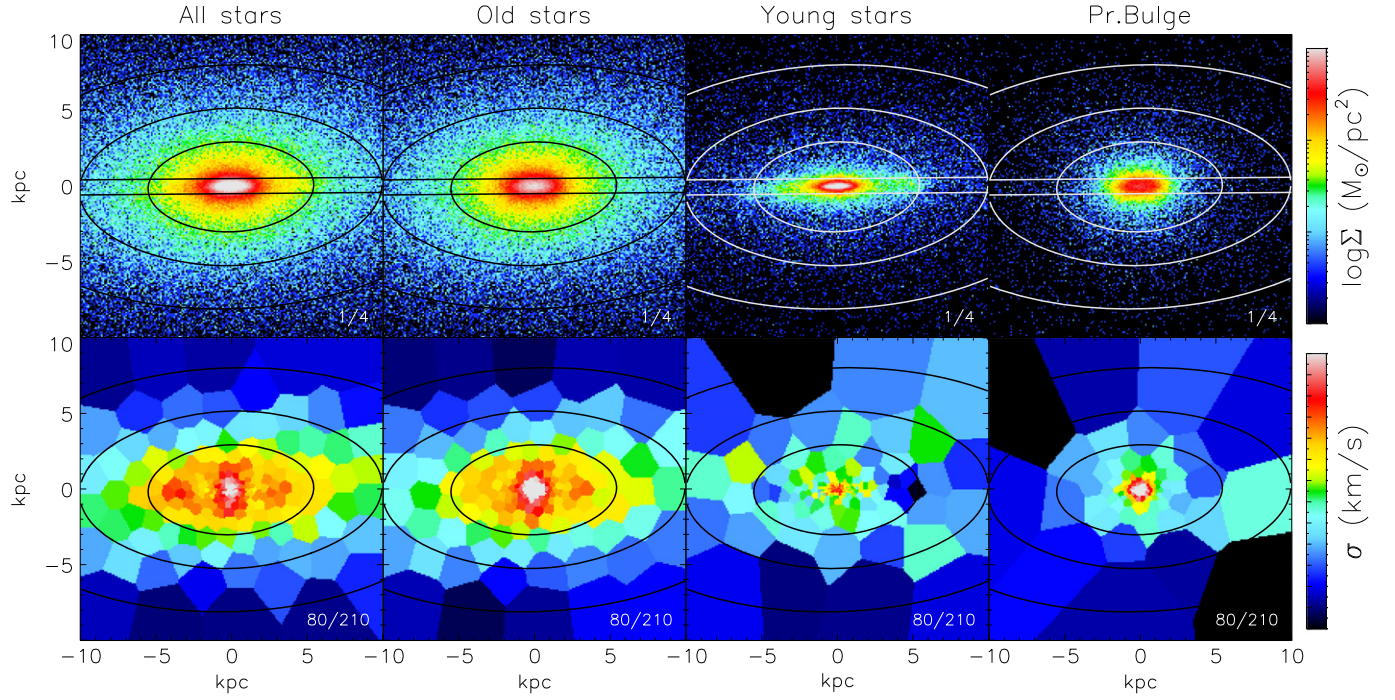 All stars Old stars Young stars Pr.Bulge
10
5
0
−5
kpc
1/4 1/4 1/4 1/4
logΣ (M⊙/pc²)
10
5
0
−5
−10
kpc
80/210 80/210 80/210 80/210
σ (km/s)
−10 −5 0 5 −10 −5 0 5 −10 −5 0 5 −10 −5 0 5 10
kpc kpc kpc kpc